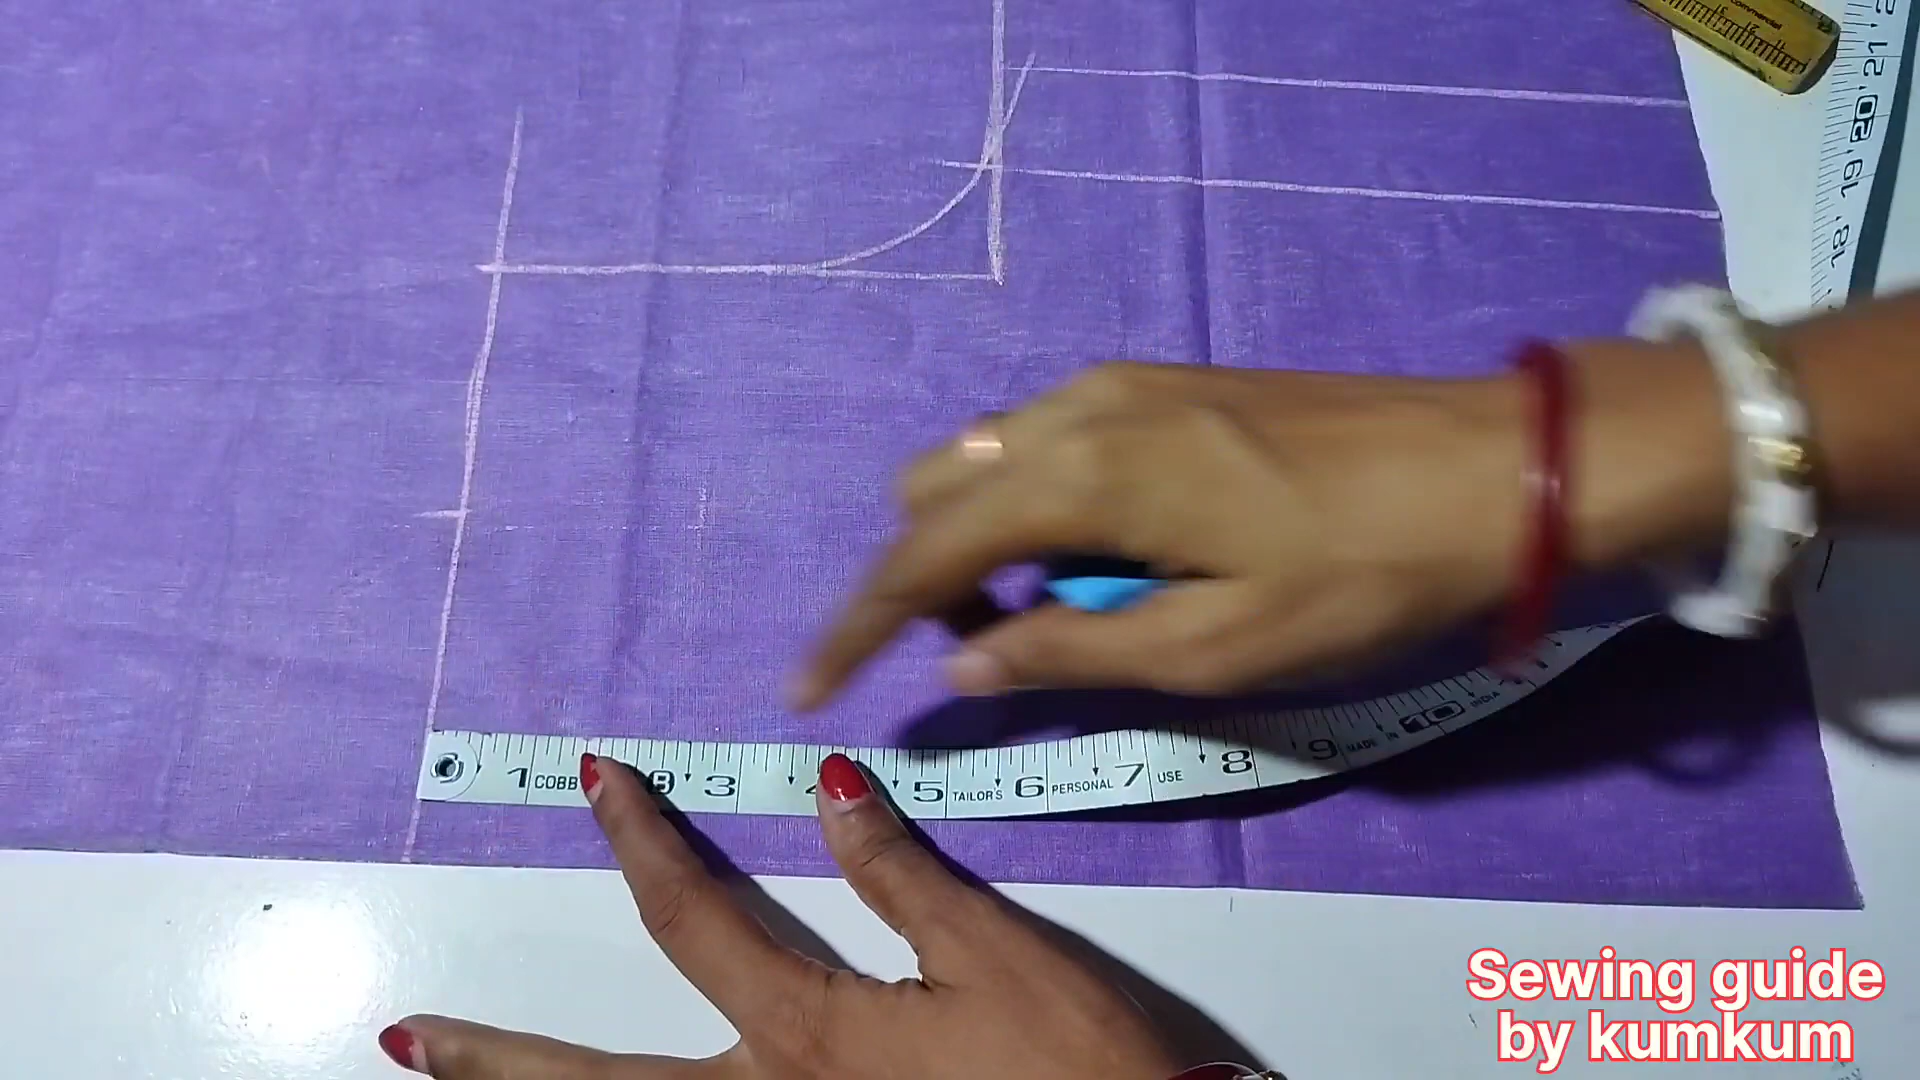 Commercial
21
20
19
18
1 COBB B 3 4 5 TAILOR'S 6 PERSONAL 7 USE 8 9 MADE IN 10 INDIA
Sewing guide
by kumkum